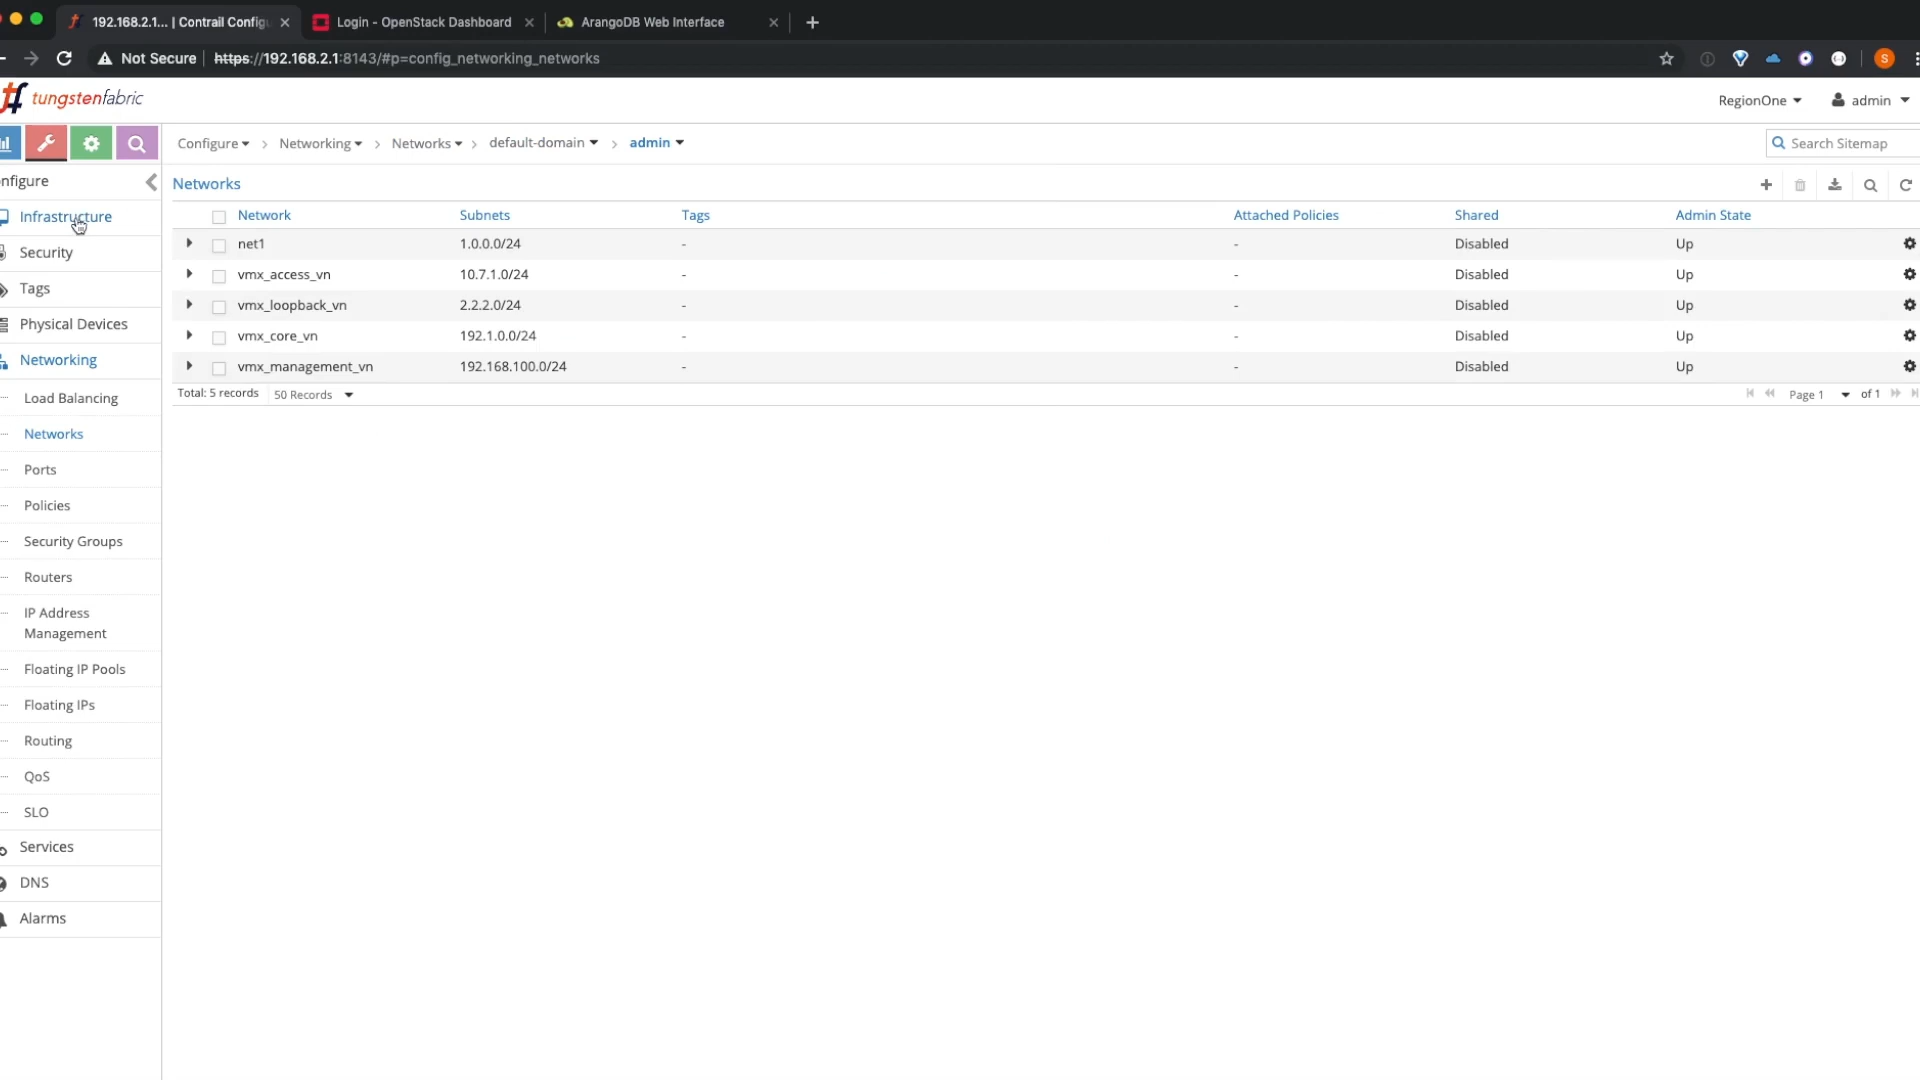 192.168.2.1... | Contrail Config
Login - OpenStack Dashboard
ArangoDB Web Interface
Not Secure
https://192.168.2.1:8143/#p=config_networking_networks
S
tungstenfabric
RegionOne
admin
Configure
Networking
Networks
default-domain
admin
Search Sitemap
nfigure
Networks
Network Subnets Tags Attached Policies Shared Admin State
net1 1.0.0.0/24 - - Disabled Up
vmx_access_vn 10.7.1.0/24 - - Disabled Up
vmx_loopback_vn 2.2.2.0/24 - - Disabled Up
vmx_core_vn 192.1.0.0/24 - - Disabled Up
vmx_management_vn 192.168.100.0/24 - - Disabled Up
Total: 5 records 50 Records
Page 1 of 1
Infrastructure
Security
Tags
Physical Devices
Networking
Load Balancing
Networks
Ports
Policies
Security Groups
Routers
IP Address
Management
Floating IP Pools
Floating IPs
Routing
QoS
SLO
Services
DNS
Alarms